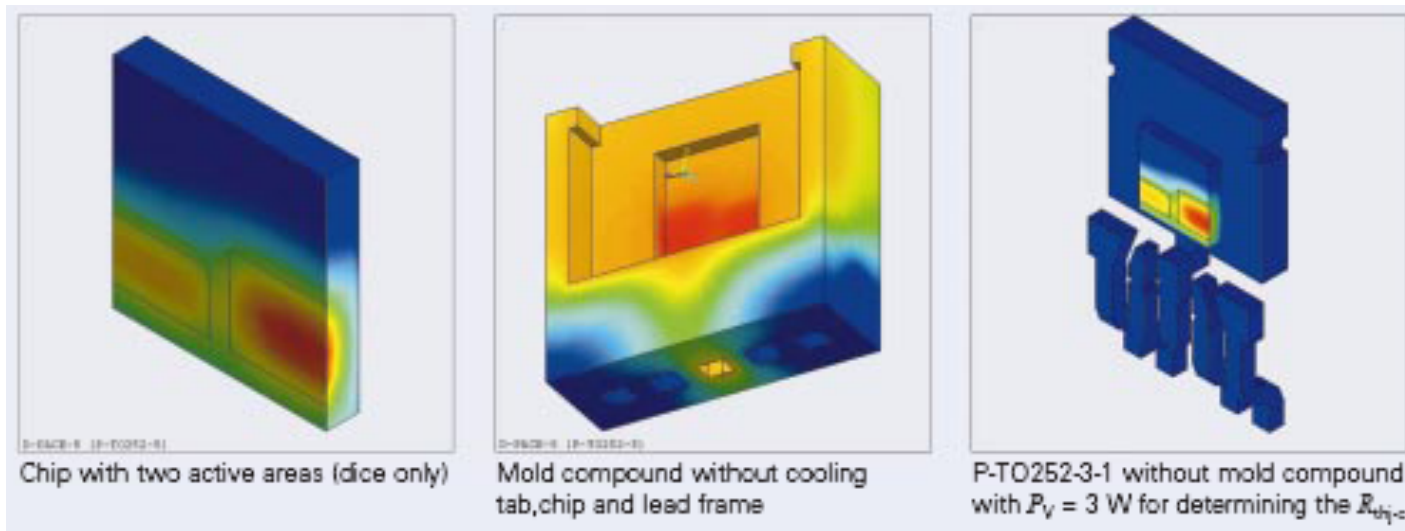 Chip with two active areas (dice only)
Mold compound without cooling
tab,chip and lead frame
P-TO252-3-1 without mold compound
with P_V = 3 W for determining the R_thj-c